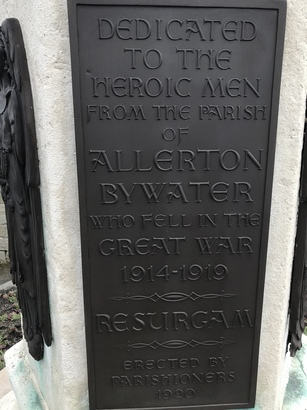 DEDICATED
TO THE
HEROIC MEN
FROM THE PARISH
OF
ALLERTON
BYWATER
WHO FELL IN THE
GREAT WAR
1914-1919
RESURGAM
ERECTED BY
PARISHIONERS